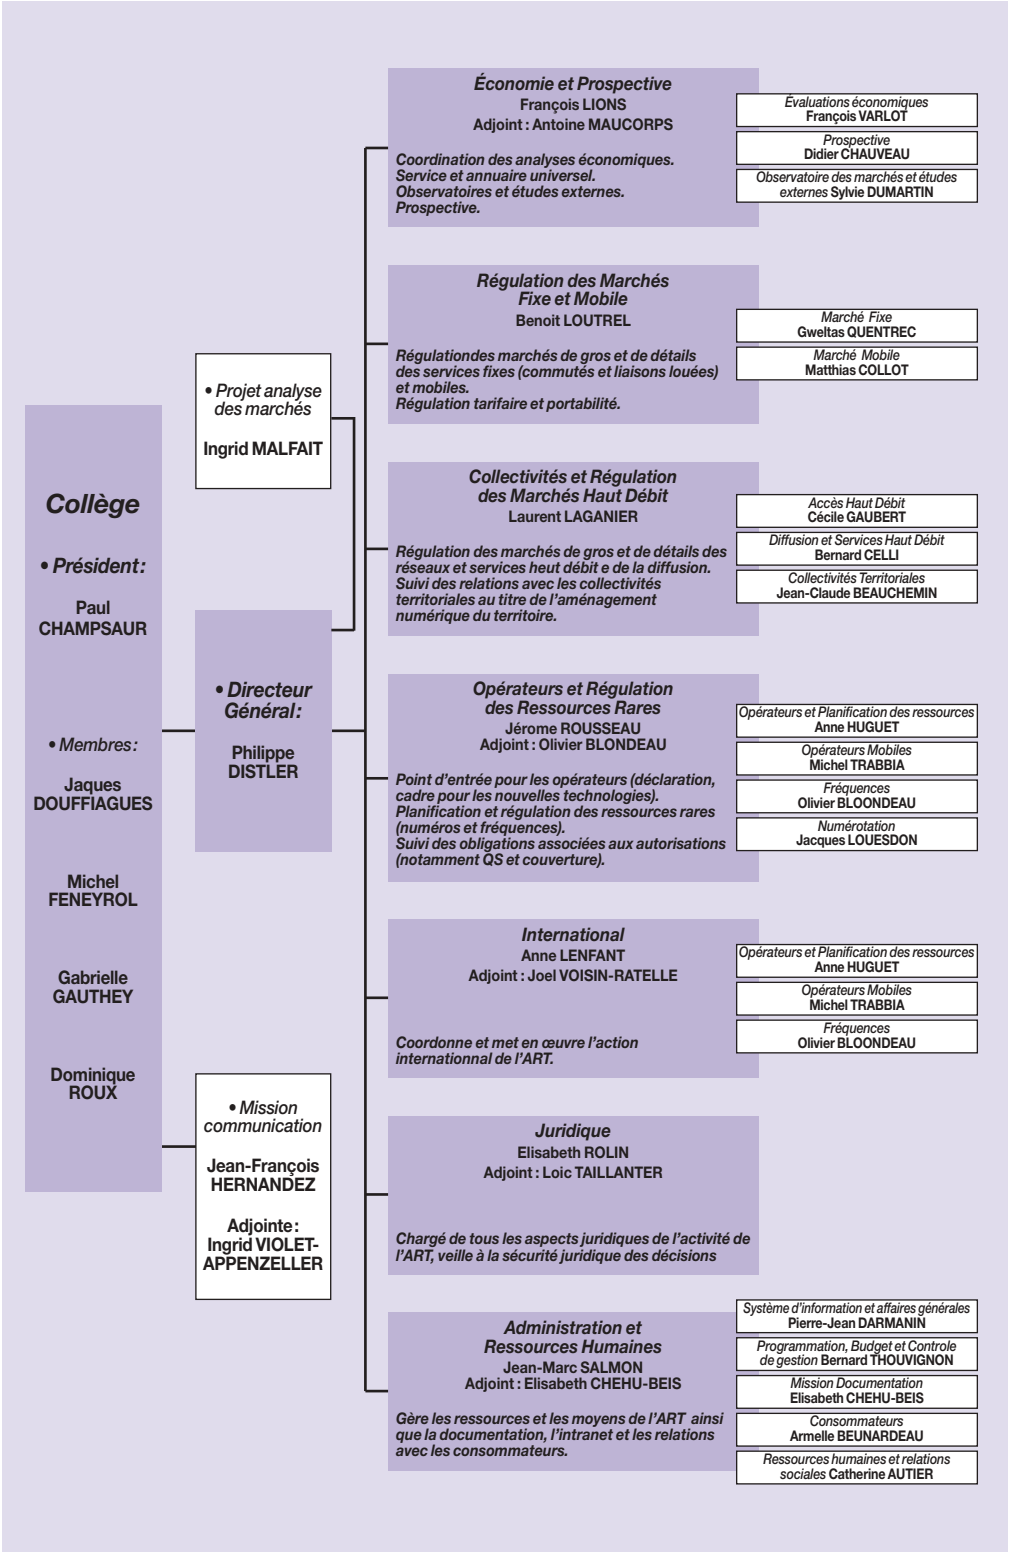 Collège
• Président :
Paul
CHAMPSAUR
• Membres :
Jaques
DOUFFIAGUES
Michel
FENEYROL
Gabrielle
GAUTHEY
Dominique
ROUX
• Projet analyse
des marchés
Ingrid MALFAIT
• Directeur
Général :
Philippe
DISTLER
• Mission
communication
Jean-François
HERNANDEZ
Adjointe :
Ingrid VIOLET-
APPENZELLER
Économie et Prospective
François LIONS
Adjoint : Antoine MAUCORPS
Coordination des analyses économiques.
Service et annuaire universel.
Observatoires et études externes.
Prospective.
Évaluations économiques
François VARLOT
Prospective
Didier CHAUVEAU
Observatoire des marchés et études
externes Sylvie DUMARTIN
Régulation des Marchés
Fixe et Mobile
Benoit LOUTREL
Régulationdes marchés de gros et de détails
des services fixes (commutés et liaisons louées)
et mobiles.
Régulation tarifaire et portabilité.
Marché Fixe
Gweltas QUENTREC
Marché Mobile
Matthias COLLOT
Collectivités et Régulation
des Marchés Haut Débit
Laurent LAGANIER
Régulation des marchés de gros et de détails des
réseaux et services heut débit e de la diffusion.
Suivi des relations avec les collectivités
territoriales au titre de l'aménagement
numérique du territoire.
Accès Haut Débit
Cécile GAUBERT
Diffusion et Services Haut Débit
Bernard CELLI
Collectivités Territoriales
Jean-Claude BEAUCHEMIN
Opérateurs et Régulation
des Ressources Rares
Jérome ROUSSEAU
Adjoint : Olivier BLONDEAU
Point d'entrée pour les opérateurs (déclaration,
cadre pour les nouvelles technologies).
Planification et régulation des ressources rares
(numéros et fréquences).
Suivi des obligations associées aux autorisations
(notamment QS et couverture).
Opérateurs et Planification des ressources
Anne HUGUET
Opérateurs Mobiles
Michel TRABBIA
Fréquences
Olivier BLOONDEAU
Numérotation
Jacques LOUESDON
International
Anne LENFANT
Adjoint : Joel VOISIN-RATELLE
Coordonne et met en œuvre l'action
internationnal de l'ART.
Opérateurs et Planification des ressources
Anne HUGUET
Opérateurs Mobiles
Michel TRABBIA
Fréquences
Olivier BLOONDEAU
Juridique
Elisabeth ROLIN
Adjoint : Loic TAILLANTER
Chargé de tous les aspects juridiques de l'activité de
l'ART, veille à la sécurité juridique des décisions
Administration et
Ressources Humaines
Jean-Marc SALMON
Adjoint : Elisabeth CHEHU-BEIS
Gère les ressources et les moyens de l'ART ainsi
que la documentation, l'intranet et les relations
avec les consommateurs.
Système d'information et affaires générales
Pierre-Jean DARMANIN
Programmation, Budget et Controle
de gestion Bernard THOUVIGNON
Mission Documentation
Elisabeth CHEHU-BEIS
Consommateurs
Armelle BEUNARDEAU
Ressources humaines et relations
sociales Catherine AUTIER